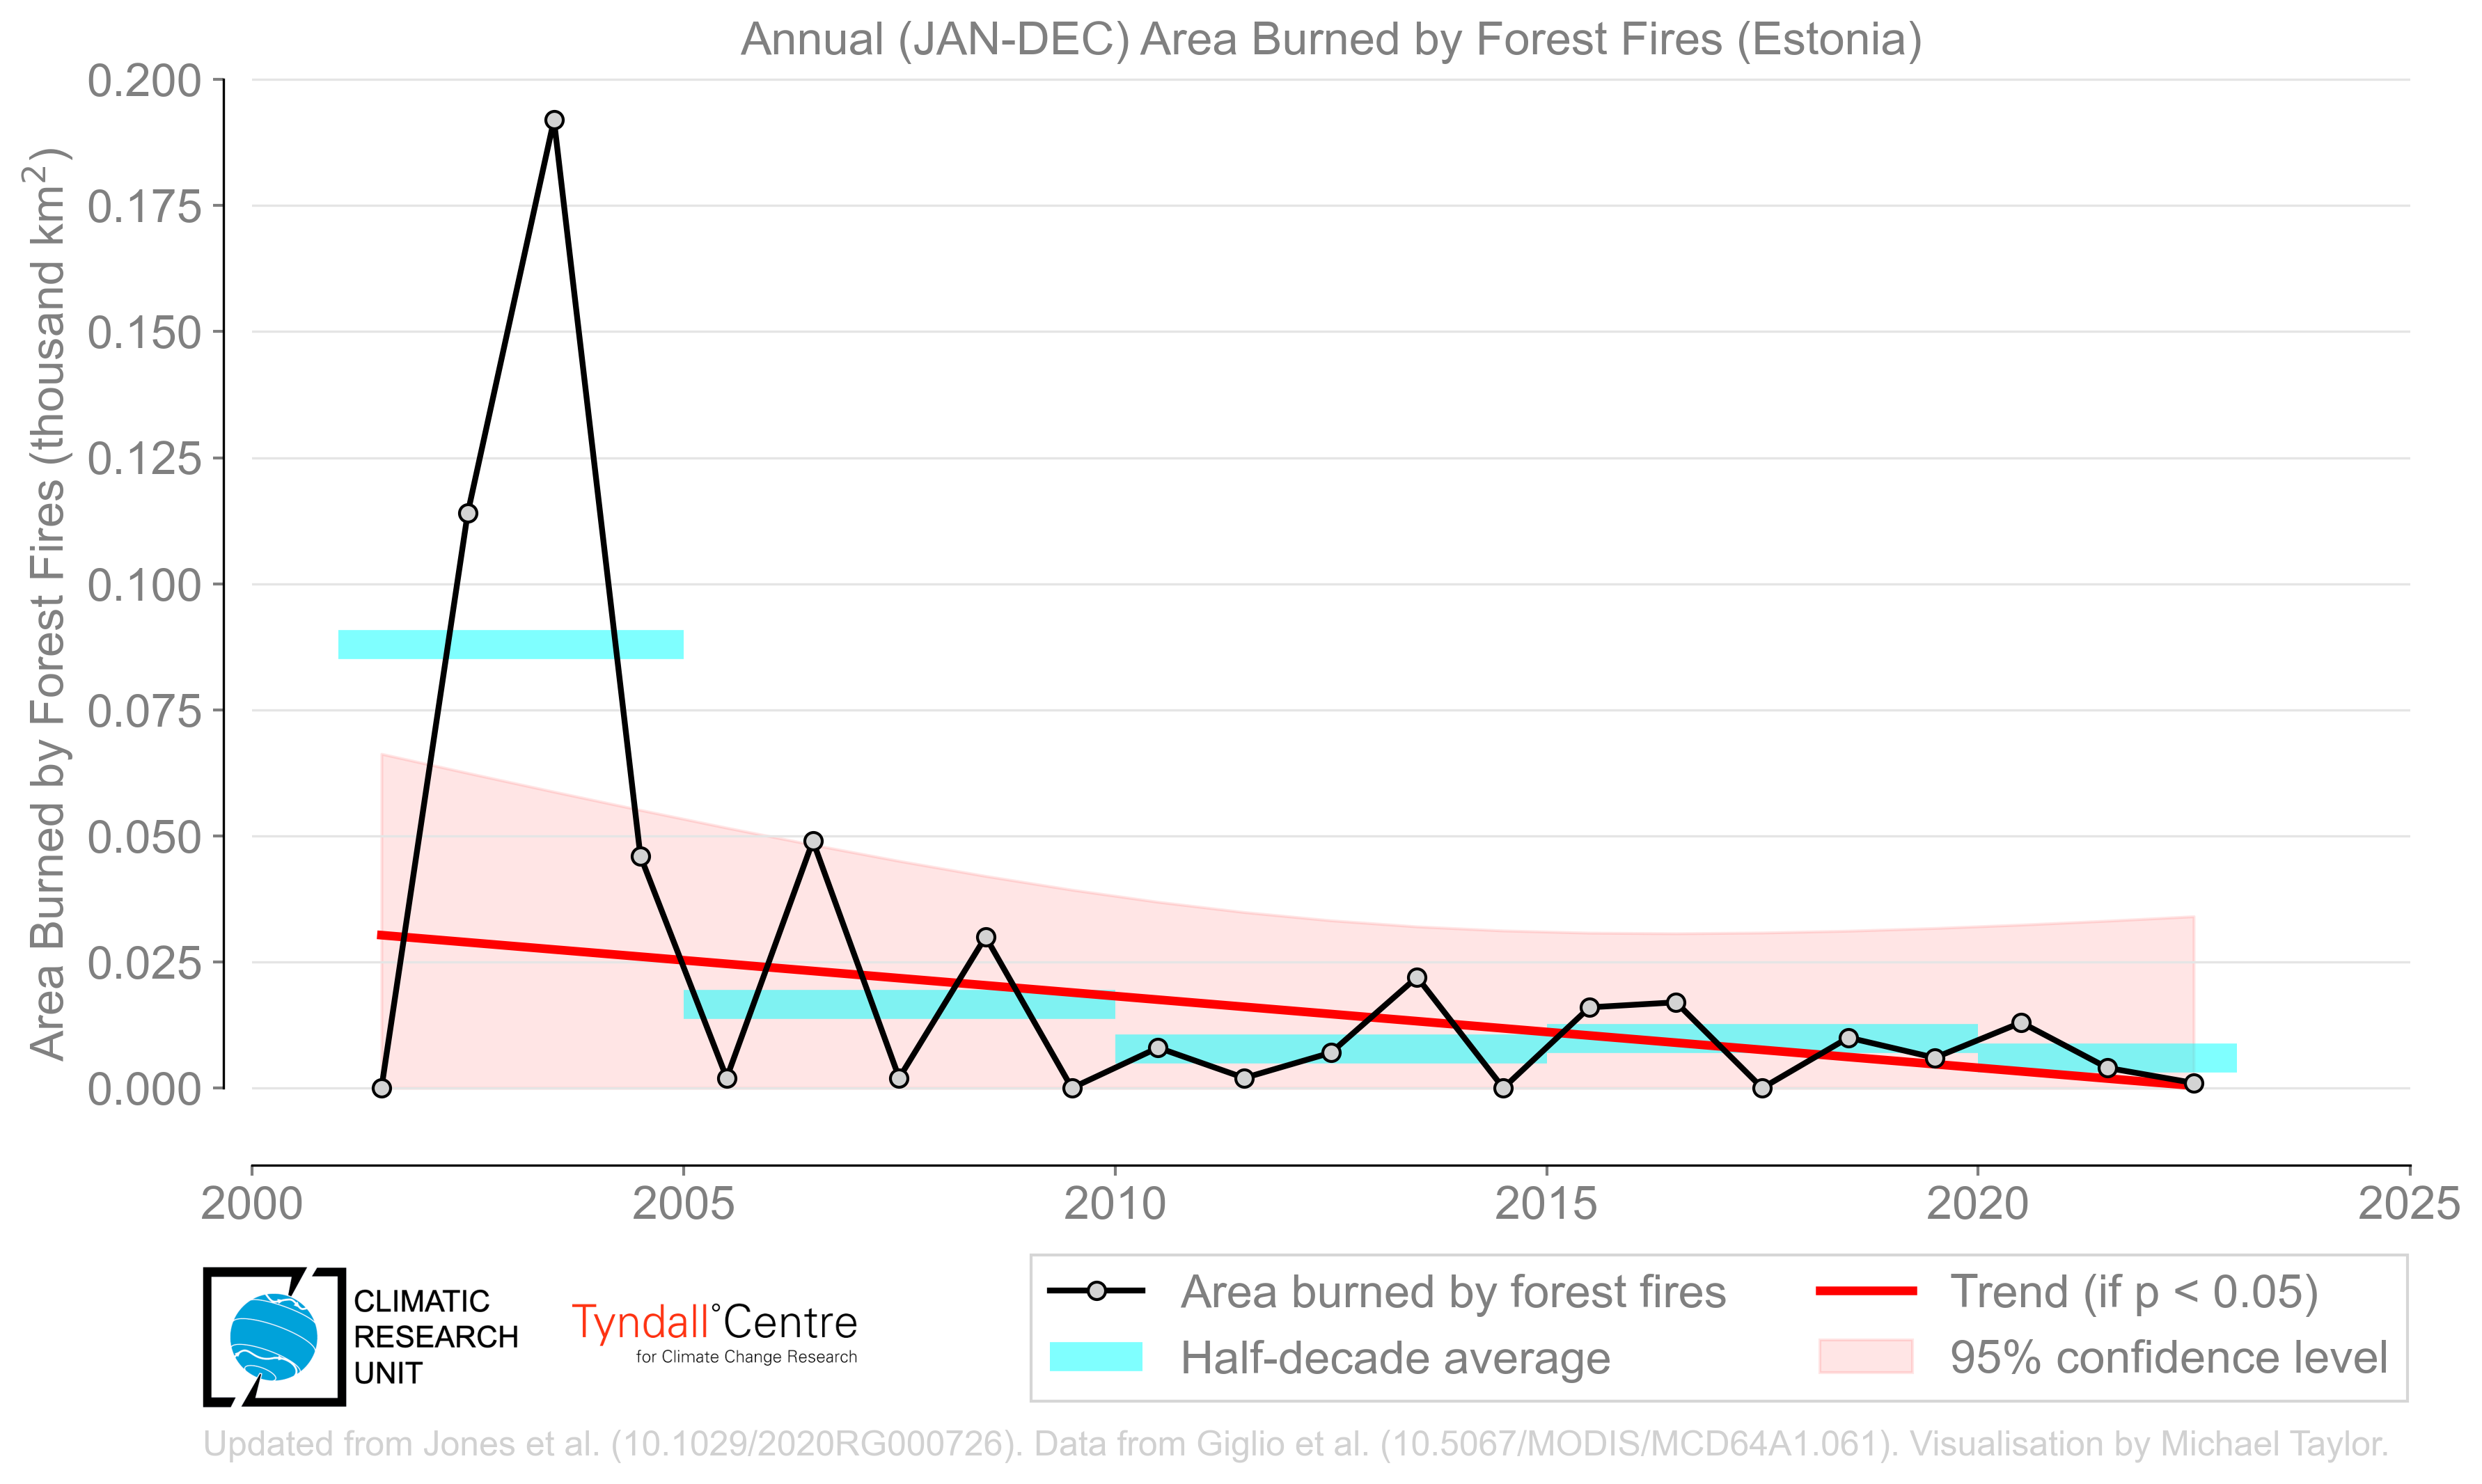 Annual (JAN-DEC) Area Burned by Forest Fires (Estonia)
Area Burned by Forest Fires (thousand km²)
0.200
0.175
0.150
0.125
0.100
0.075
0.050
0.025
0.000
2000 2005 2010 2015 2020 2025
CLIMATIC
RESEARCH
UNIT
Tyndall°Centre
for Climate Change Research
Area burned by forest fires
Half-decade average
Trend (if p < 0.05)
95% confidence level
Updated from Jones et al. (10.1029/2020RG000726). Data from Giglio et al. (10.5067/MODIS/MCD64A1.061). Visualisation by Michael Taylor.